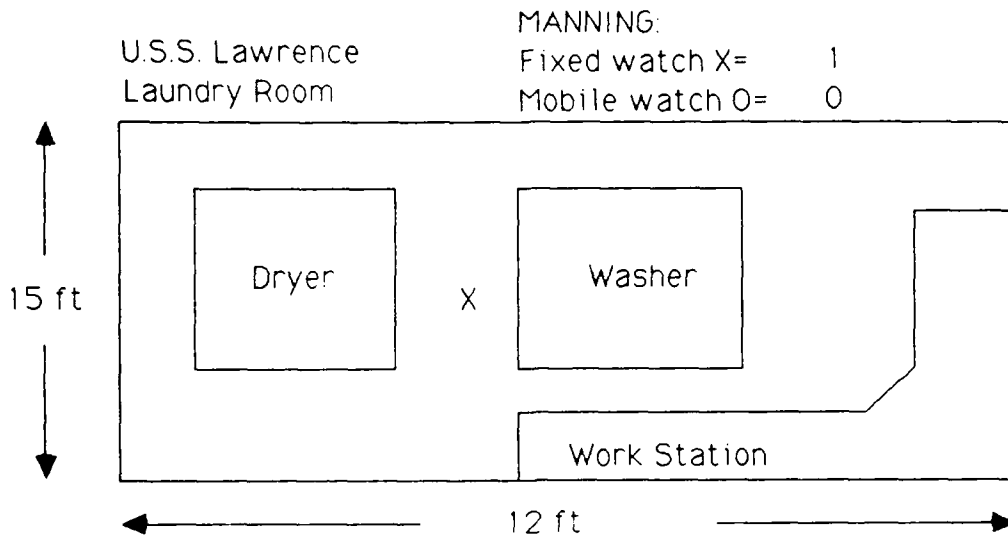 U.S.S. Lawrence
Laundry Room
MANNING:
Fixed watch X= 1
Mobile watch O= 0
Dryer
X
Washer
15 ft
Work Station
12 ft